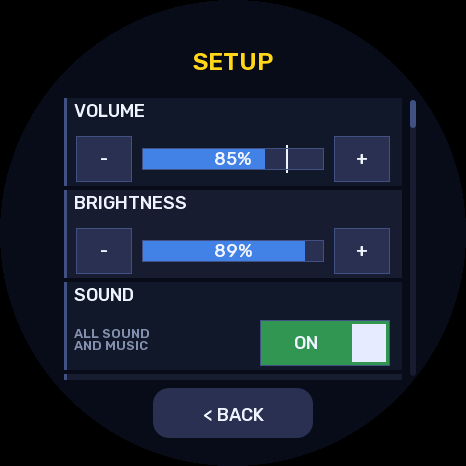 SETUP
VOLUME
- 85% +
BRIGHTNESS
- 89% +
SOUND
ALL SOUND
AND MUSIC
ON
< BACK